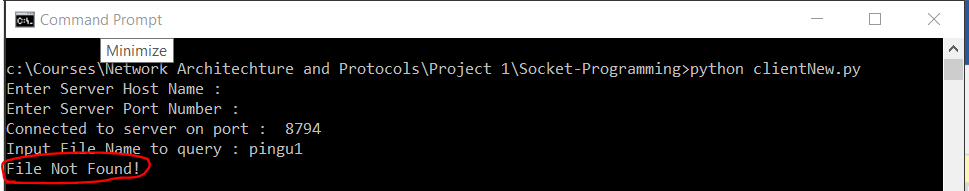 Command Prompt
Minimize
c:\Courses\Network Architechture and Protocols\Project 1\Socket-Programming>python clientNew.py
Enter Server Host Name :
Enter Server Port Number :
Connected to server on port :  8794
Input File Name to query : pingu1
File Not Found!